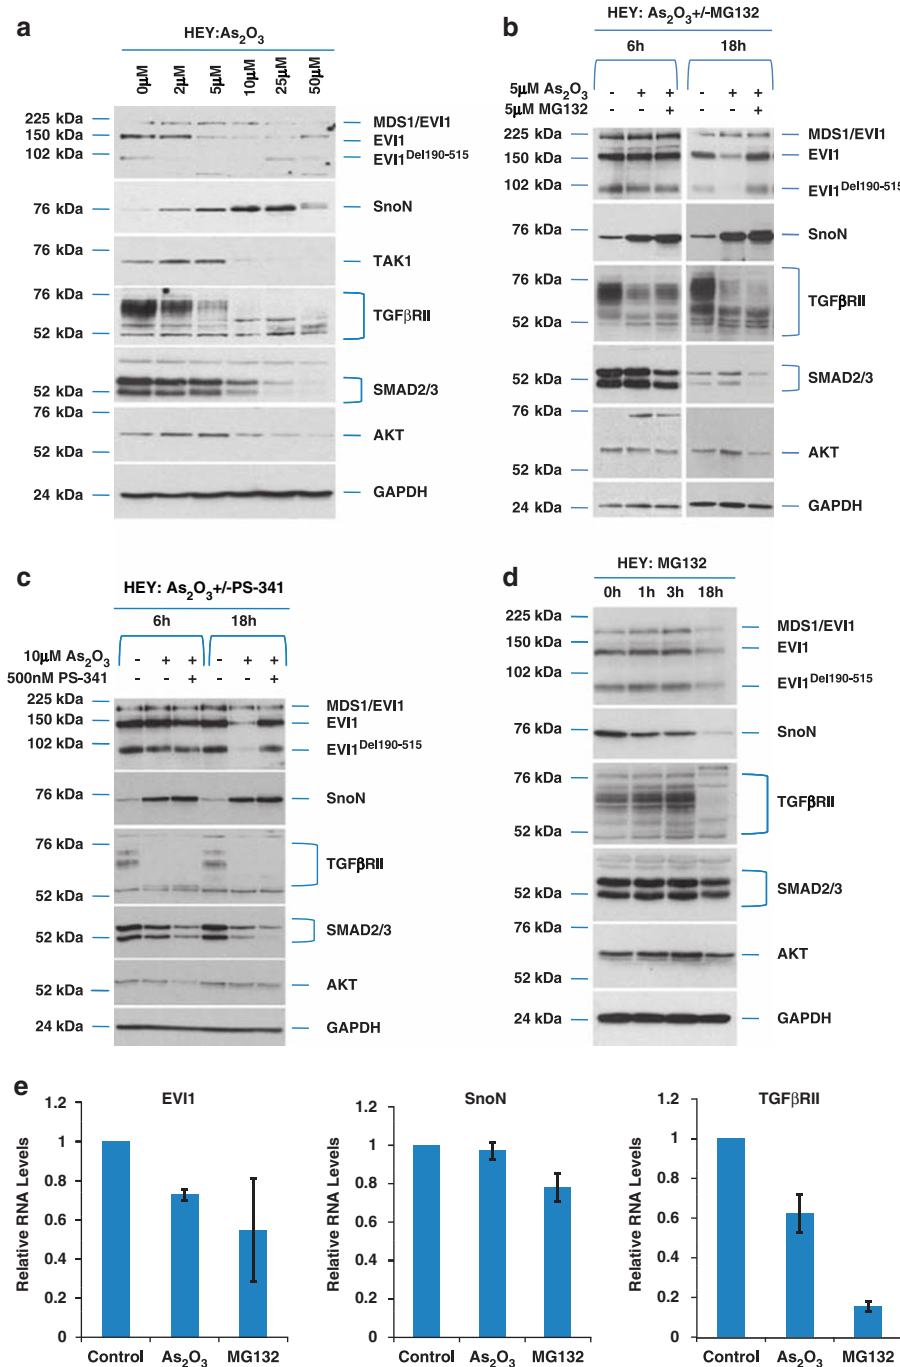 a
HEY:As₂O₃
0µM 2µM 5µM 10µM 25µM 50µM
225 kDa
150 kDa
102 kDa
MDS1/EVI1
EVI1
EVI1Del190-515
76 kDa
SnoN
76 kDa
TAK1
76 kDa
52 kDa
TGFβRII
52 kDa
SMAD2/3
76 kDa
52 kDa
AKT
24 kDa
GAPDH
b
HEY: As₂O₃+/-MG132
6h 18h
5µM As₂O₃ - + + - + +
5µM MG132 - - + - - +
225 kDa
150 kDa
102 kDa
MDS1/EVI1
EVI1
EVI1Del190-515
76 kDa
SnoN
76 kDa
52 kDa
TGFβRII
52 kDa
SMAD2/3
76 kDa
52 kDa
AKT
24 kDa
GAPDH
c
HEY: As₂O₃+/-PS-341
6h 18h
10µM As₂O₃ - + + - + +
500nM PS-341 - - + - - +
225 kDa
150 kDa
102 kDa
MDS1/EVI1
EVI1
EVI1Del190-515
76 kDa
SnoN
76 kDa
52 kDa
TGFβRII
52 kDa
SMAD2/3
52 kDa
AKT
24 kDa
GAPDH
d
HEY: MG132
0h 1h 3h 18h
225 kDa
150 kDa
102 kDa
MDS1/EVI1
EVI1
EVI1Del190-515
76 kDa
SnoN
76 kDa
52 kDa
TGFβRII
52 kDa
SMAD2/3
76 kDa
52 kDa
AKT
24 kDa
GAPDH
e
EVI1
Relative RNA Levels
1.2
1
0.8
0.6
0.4
0.2
0
Control As₂O₃ MG132
SnoN
Relative RNA Levels
1.2
1
0.8
0.6
0.4
0.2
0
Control As₂O₃ MG132
TGFβRII
Relative RNA Levels
1.2
1
0.8
0.6
0.4
0.2
0
Control As₂O₃ MG132